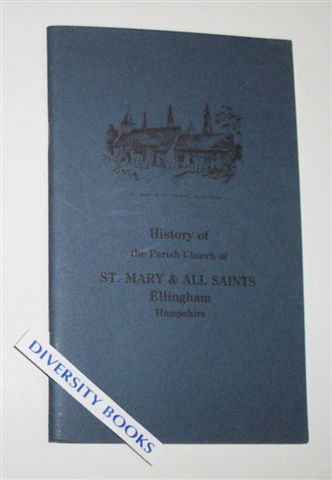 History of
the Parish Church of
ST. MARY & ALL SAINTS
Ellingham
Hampshire
DIVERSITY BOOKS